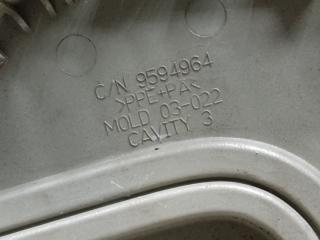 C/N 9594964
>PPE+PA<
MOLD 03-022
CAVITY 3